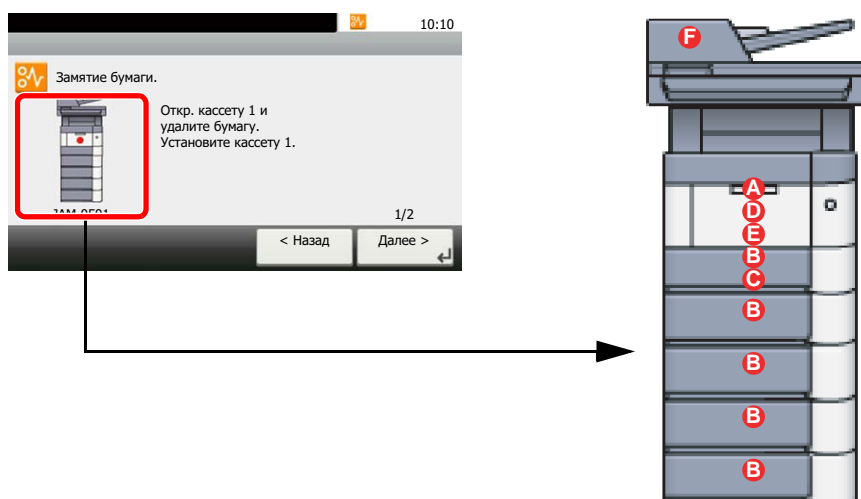 10:10
Замятие бумаги.
Откр. кассету 1 и
удалите бумагу.
Установите кассету 1.
1/2
< Назад
Далее >
F
A
D
E
B
C
B
B
B
B